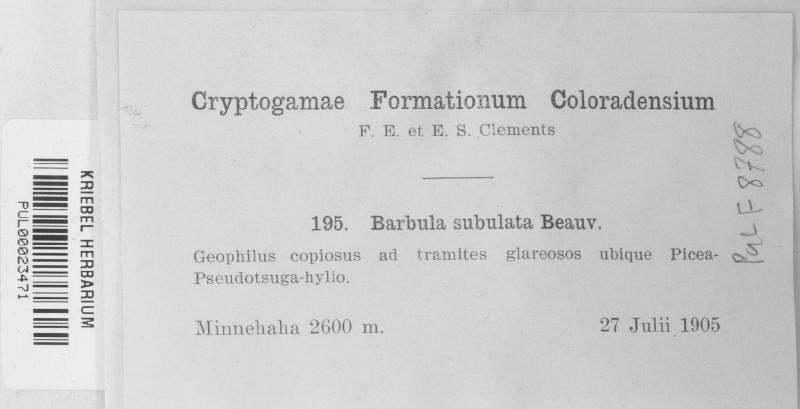 Cryptogamae Formationum Coloradensium
F. E. et E. S. Clements
195. Barbula subulata Beauv.
Geophilus copiosus ad tramites glareosos ubique Picea-
Pseudotsuga-hylio.
Minnehaha 2600 m. 27 Julii 1905
PUL F 8788
KRIEBEL HERBARIUM
PUL00023471